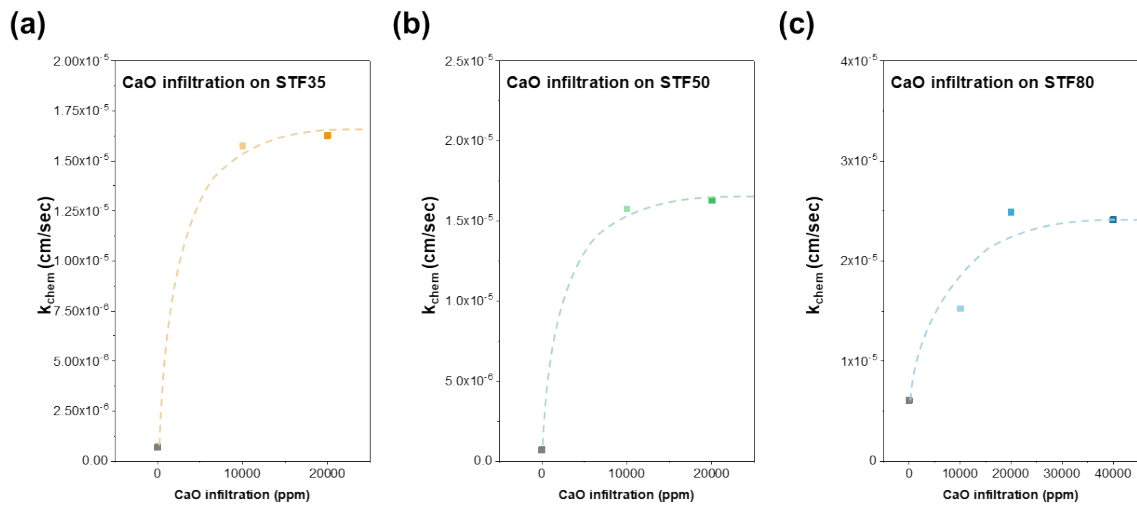 (a)
CaO infiltration on STF35
2.00x10⁻⁵
1.75x10⁻⁵
1.50x10⁻⁵
1.25x10⁻⁵
1.00x10⁻⁵
7.50x10⁻⁶
5.00x10⁻⁶
2.50x10⁻⁶
0.00
k_chem (cm/sec)
0 10000 20000
CaO infiltration (ppm)
(b)
CaO infiltration on STF50
2.5x10⁻⁵
2.0x10⁻⁵
1.5x10⁻⁵
1.0x10⁻⁵
5.0x10⁻⁶
0.0
k_chem (cm/sec)
0 10000 20000
CaO infiltration (ppm)
(c)
CaO infiltration on STF80
4x10⁻⁵
3x10⁻⁵
2x10⁻⁵
1x10⁻⁵
0
k_chem (cm/sec)
0 10000 20000 30000 40000
CaO infiltration (ppm)